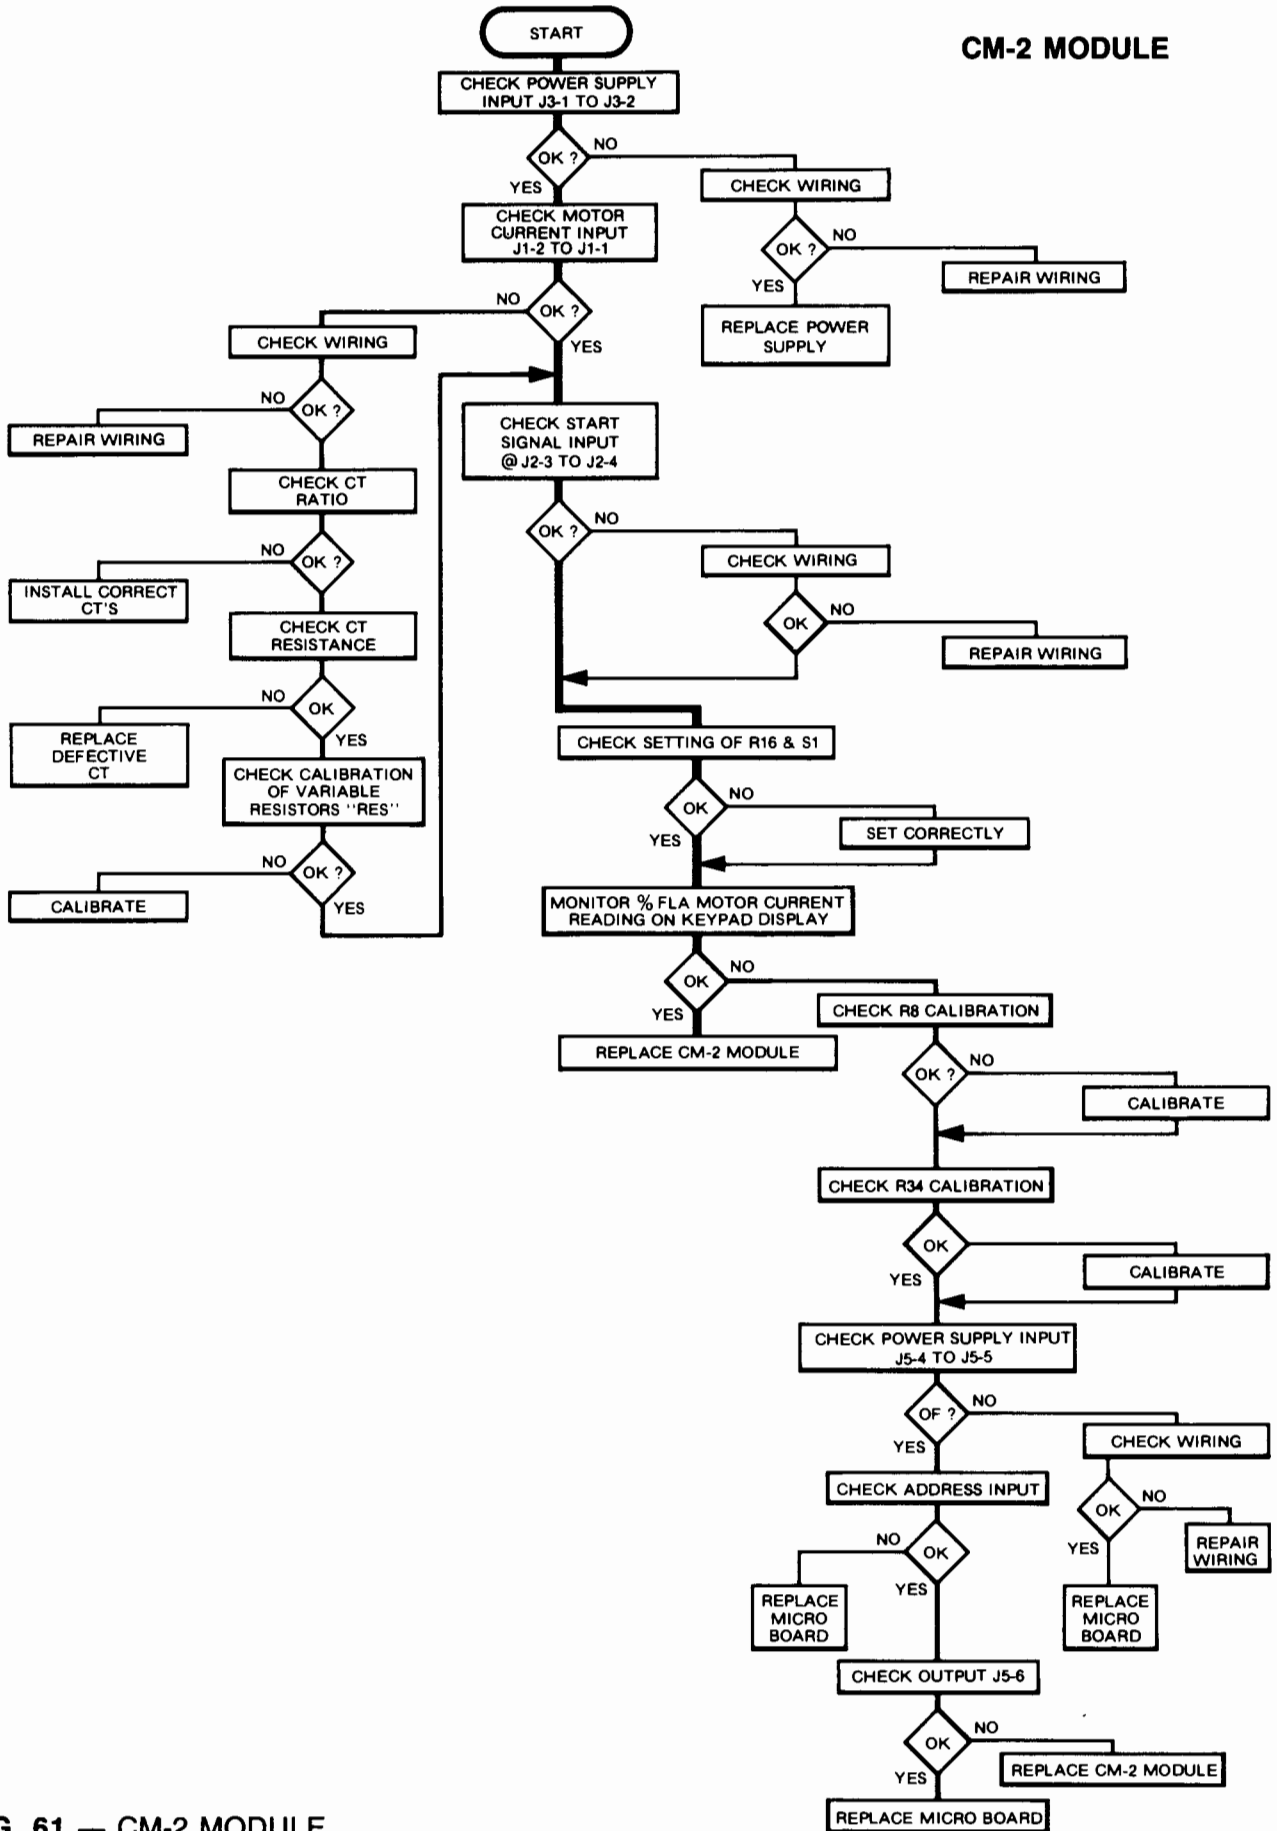 CM-2 MODULE
START
CHECK POWER SUPPLY
INPUT J3-1 TO J3-2
OK ?
NO
YES
CHECK WIRING
OK ?
NO
REPAIR WIRING
YES
REPLACE POWER
SUPPLY
CHECK MOTOR
CURRENT INPUT
J1-2 TO J1-1
OK ?
NO
YES
CHECK WIRING
OK ?
NO
REPAIR WIRING
CHECK CT
RATIO
OK ?
NO
INSTALL CORRECT
CT'S
CHECK CT
RESISTANCE
OK
NO
REPLACE
DEFECTIVE
CT
YES
CHECK CALIBRATION
OF VARIABLE
RESISTORS "RES"
OK ?
NO
CALIBRATE
YES
CHECK START
SIGNAL INPUT
@ J2-3 TO J2-4
OK ?
NO
CHECK WIRING
OK
NO
REPAIR WIRING
CHECK SETTING OF R16 & S1
OK
NO
SET CORRECTLY
YES
MONITOR % FLA MOTOR CURRENT
READING ON KEYPAD DISPLAY
OK
NO
YES
REPLACE CM-2 MODULE
CHECK R8 CALIBRATION
OK ?
NO
CALIBRATE
CHECK R34 CALIBRATION
OK
CALIBRATE
YES
CHECK POWER SUPPLY INPUT
J5-4 TO J5-5
OF ?
NO
YES
CHECK WIRING
OK
NO
REPAIR
WIRING
YES
REPLACE
MICRO
BOARD
CHECK ADDRESS INPUT
OK
NO
REPLACE
MICRO
BOARD
YES
CHECK OUTPUT J5-6
OK
NO
REPLACE CM-2 MODULE
YES
REPLACE MICRO BOARD
G. 61 — CM-2 MODULE